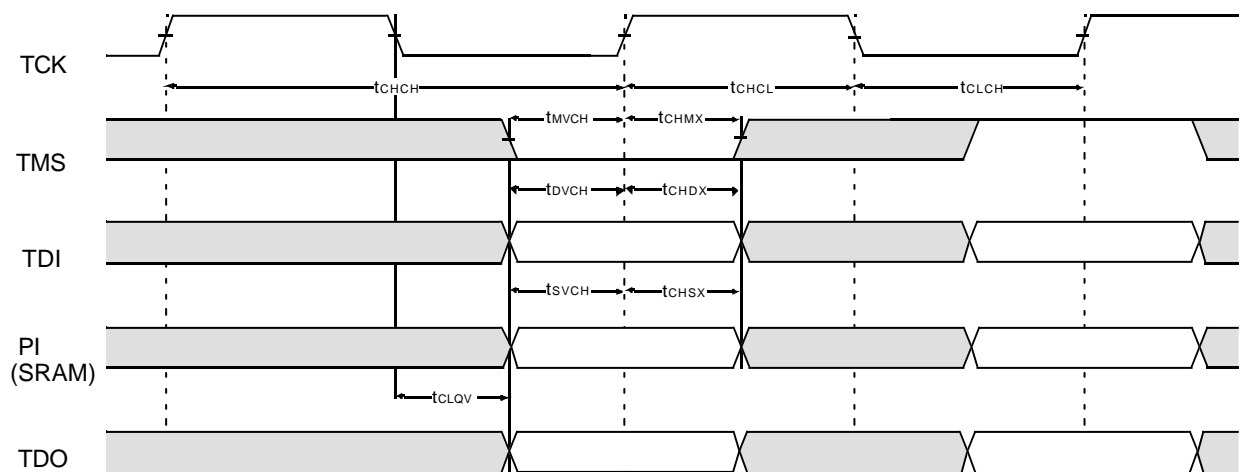 TCK
tCHCH
tCHCL
tCLCH
tMVCH
tCHMX
TMS
tDVCH
tCHDX
TDI
tSVCH
tCHSX
PI
(SRAM)
tCLQV
TDO